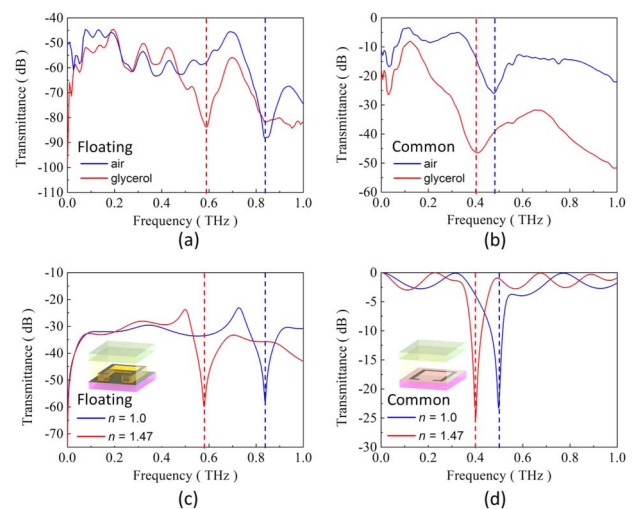 -40
-50
-60
-70
-80
-90
-100
-110
Transmittance ( dB )
Floating
air
glycerol
0.0 0.2 0.4 0.6 0.8 1.0
Frequency ( THz )
(a)
0
-10
-20
-30
-40
-50
-60
Transmittance ( dB )
Common
air
glycerol
0.0 0.2 0.4 0.6 0.8 1.0
Frequency ( THz )
(b)
-10
-20
-30
-40
-50
-60
-70
Transmittance ( dB )
Floating
n = 1.0
n = 1.47
0.0 0.2 0.4 0.6 0.8 1.0
Frequency ( THz )
(c)
0
-5
-10
-15
-20
-25
-30
Transmittance ( dB )
Common
n = 1.0
n = 1.47
0.0 0.2 0.4 0.6 0.8 1.0
Frequency ( THz )
(d)